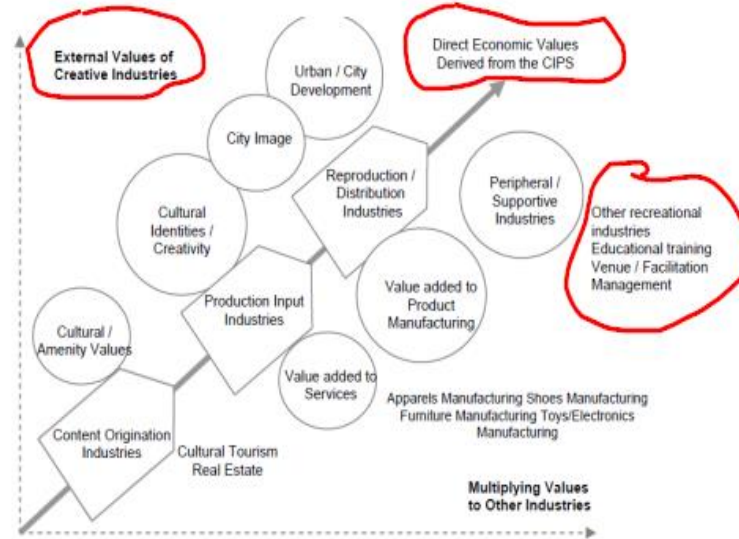 External Values of
Creative Industries
Direct Economic Values
Derived from the CIPS
Urban / City
Development
City Image
Reproduction /
Distribution
Industries
Peripheral /
Supportive
Industries
Other recreational
industries
Educational training
Venue / Facilitation
Management
Cultural
Identities /
Creativity
Production Input
Industries
Value added to
Product
Manufacturing
Cultural /
Amenity Values
Value added to
Services
Apparels Manufacturing Shoes Manufacturing
Furniture Manufacturing Toys/Electronics
Manufacturing
Content Origination
Industries
Cultural Tourism
Real Estate
Multiplying Values
to Other Industries